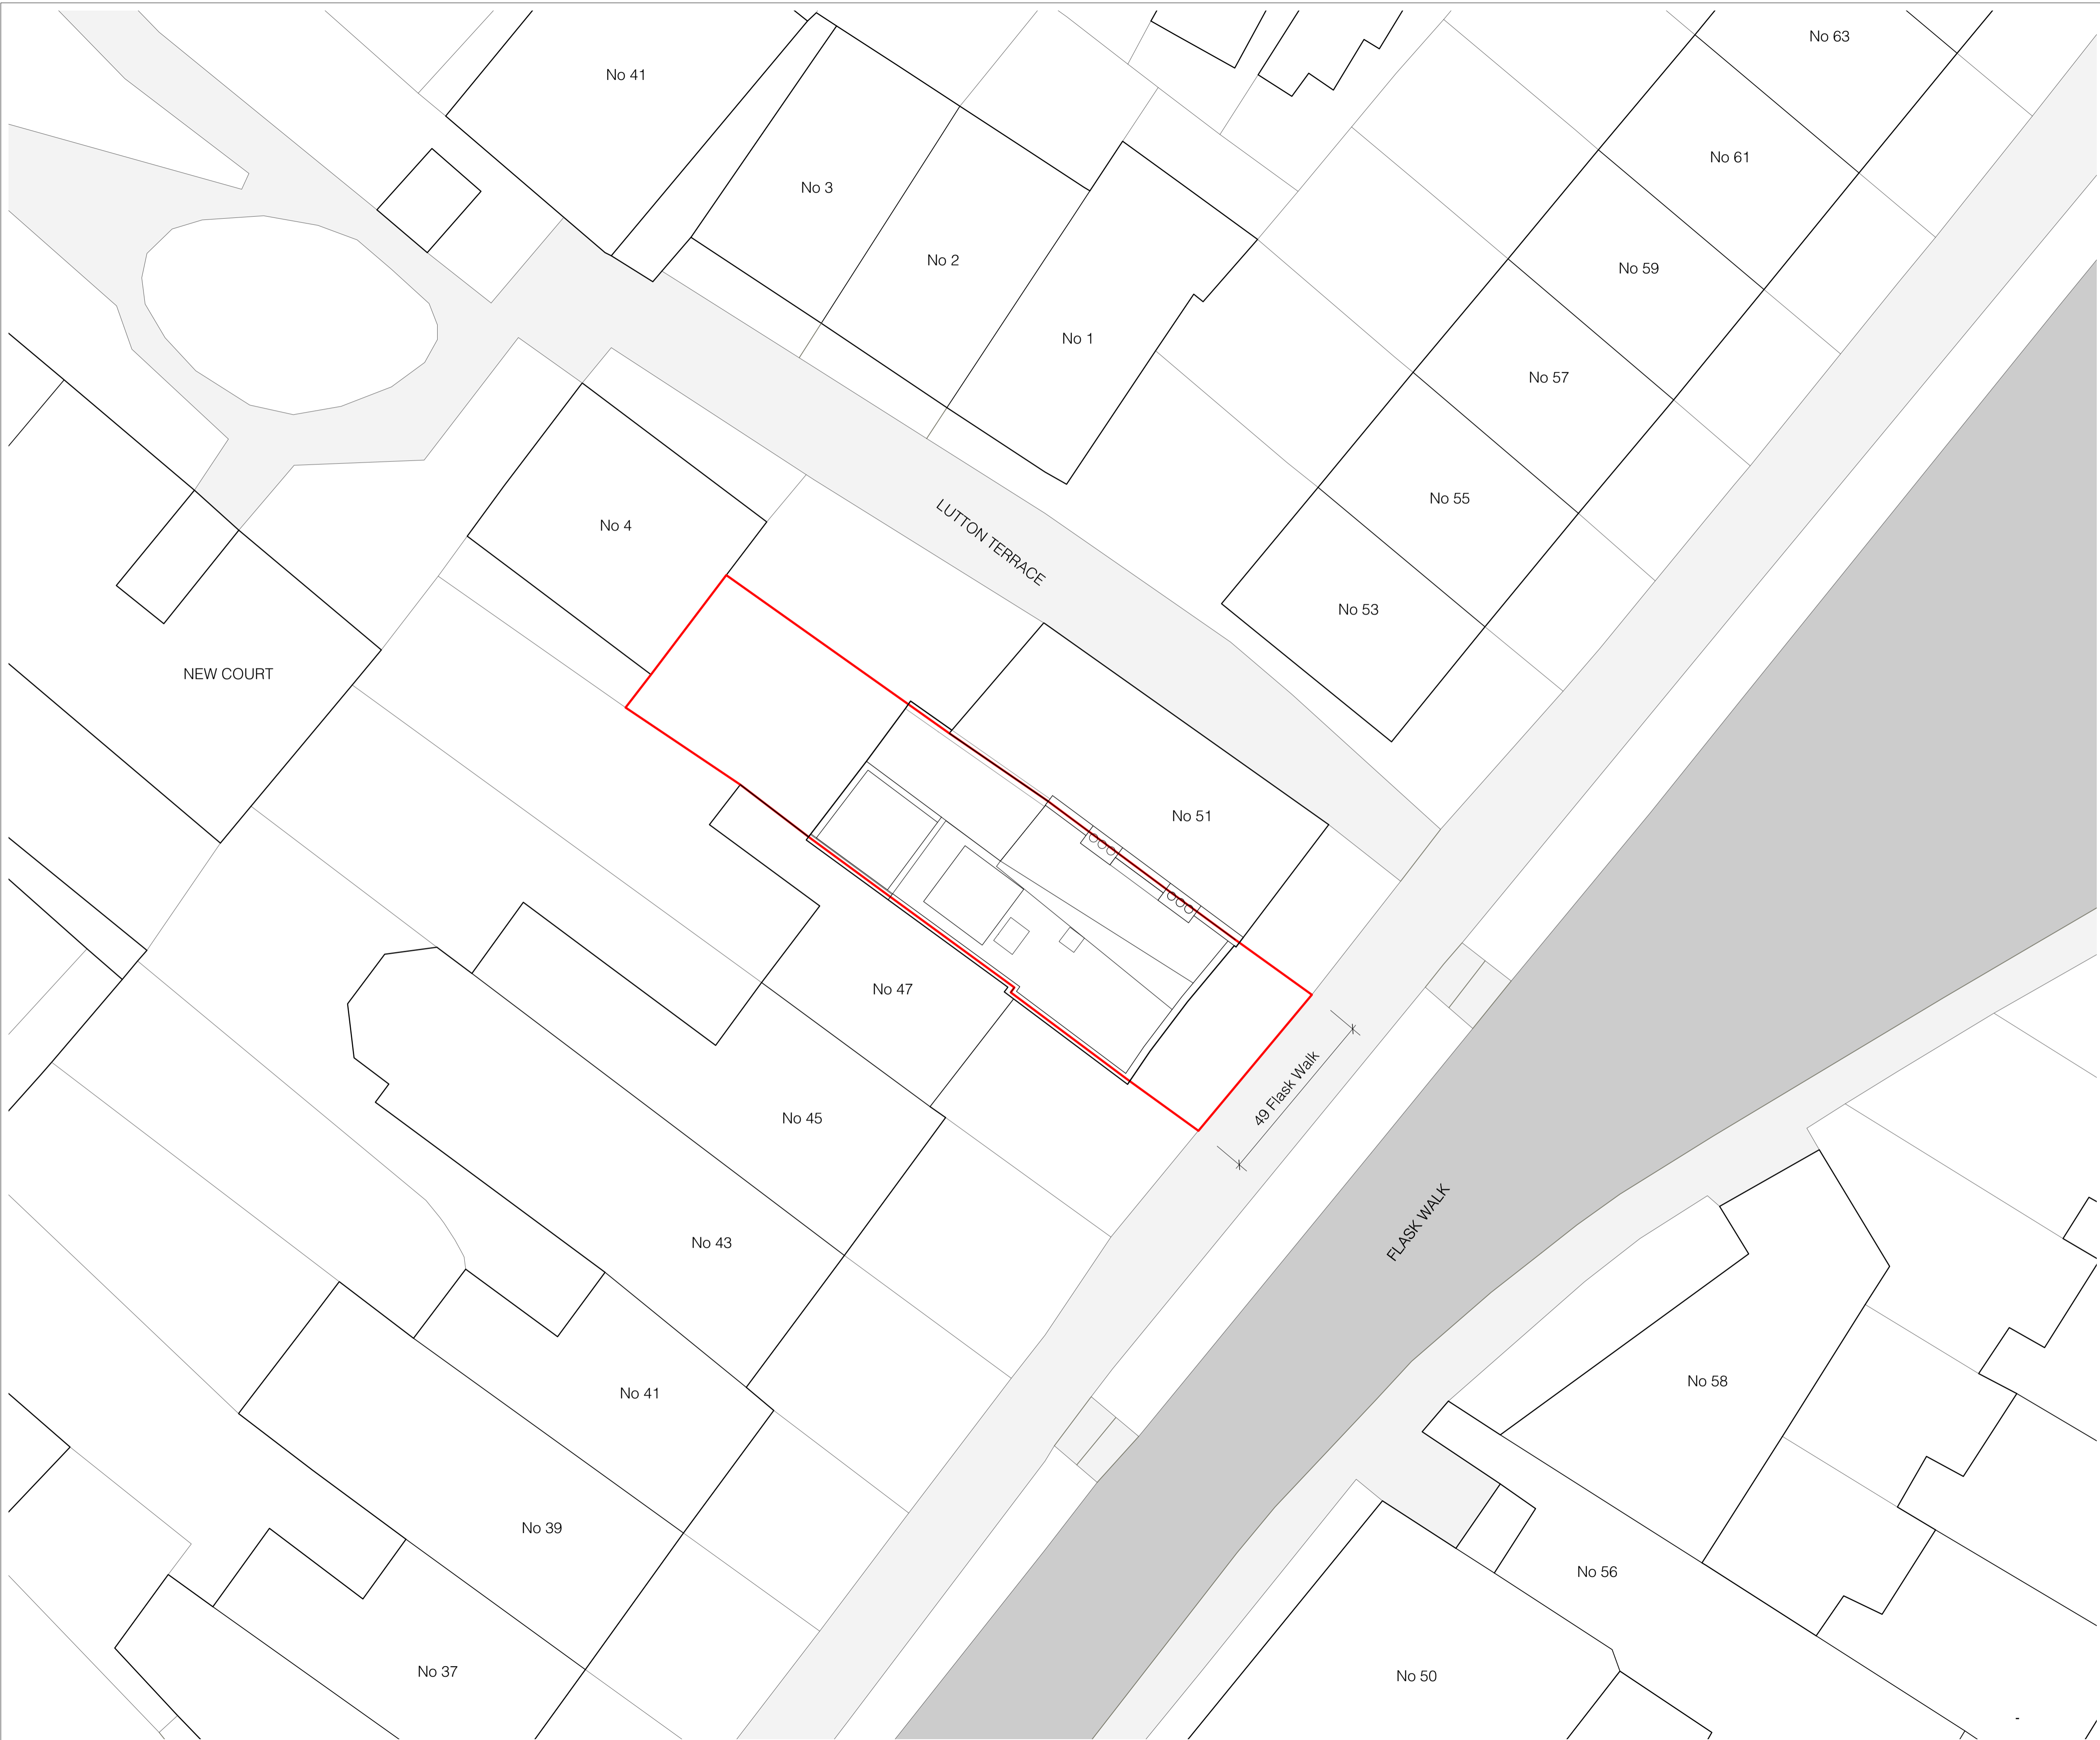 No 63
No 41
No 61
No 3
No 2
No 59
No 1
No 57
No 55
No 4
LUTTON TERRACE
No 53
NEW COURT
No 51
No 47
49 Flask Walk
No 45
FLASK WALK
No 43
No 58
No 41
No 39
No 56
No 37
No 50
-